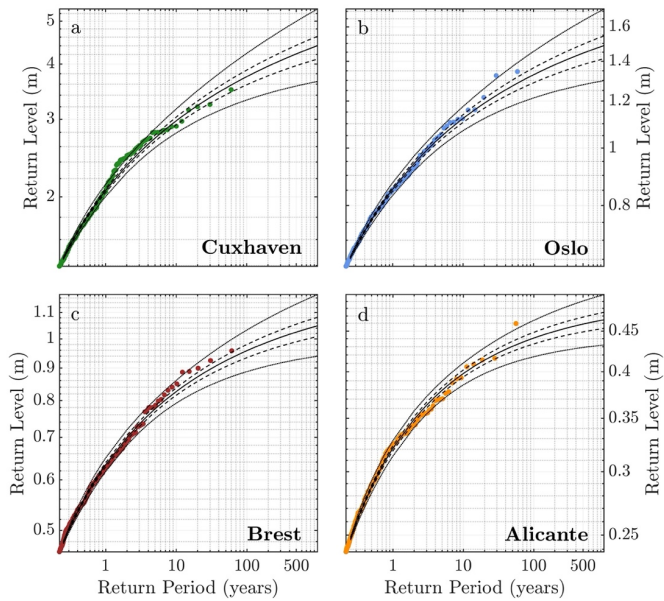 a
5
4
3
2
Return Level (m)
Cuxhaven
b
1.6
1.4
1.2
1
0.8
Return Level (m)
Oslo
c
1.1
1
0.9
0.8
0.7
0.6
0.5
Return Level (m)
Brest
1 10 100 500
Return Period (years)
d
0.45
0.4
0.35
0.3
0.25
Return Level (m)
Alicante
1 10 100 500
Return Period (years)